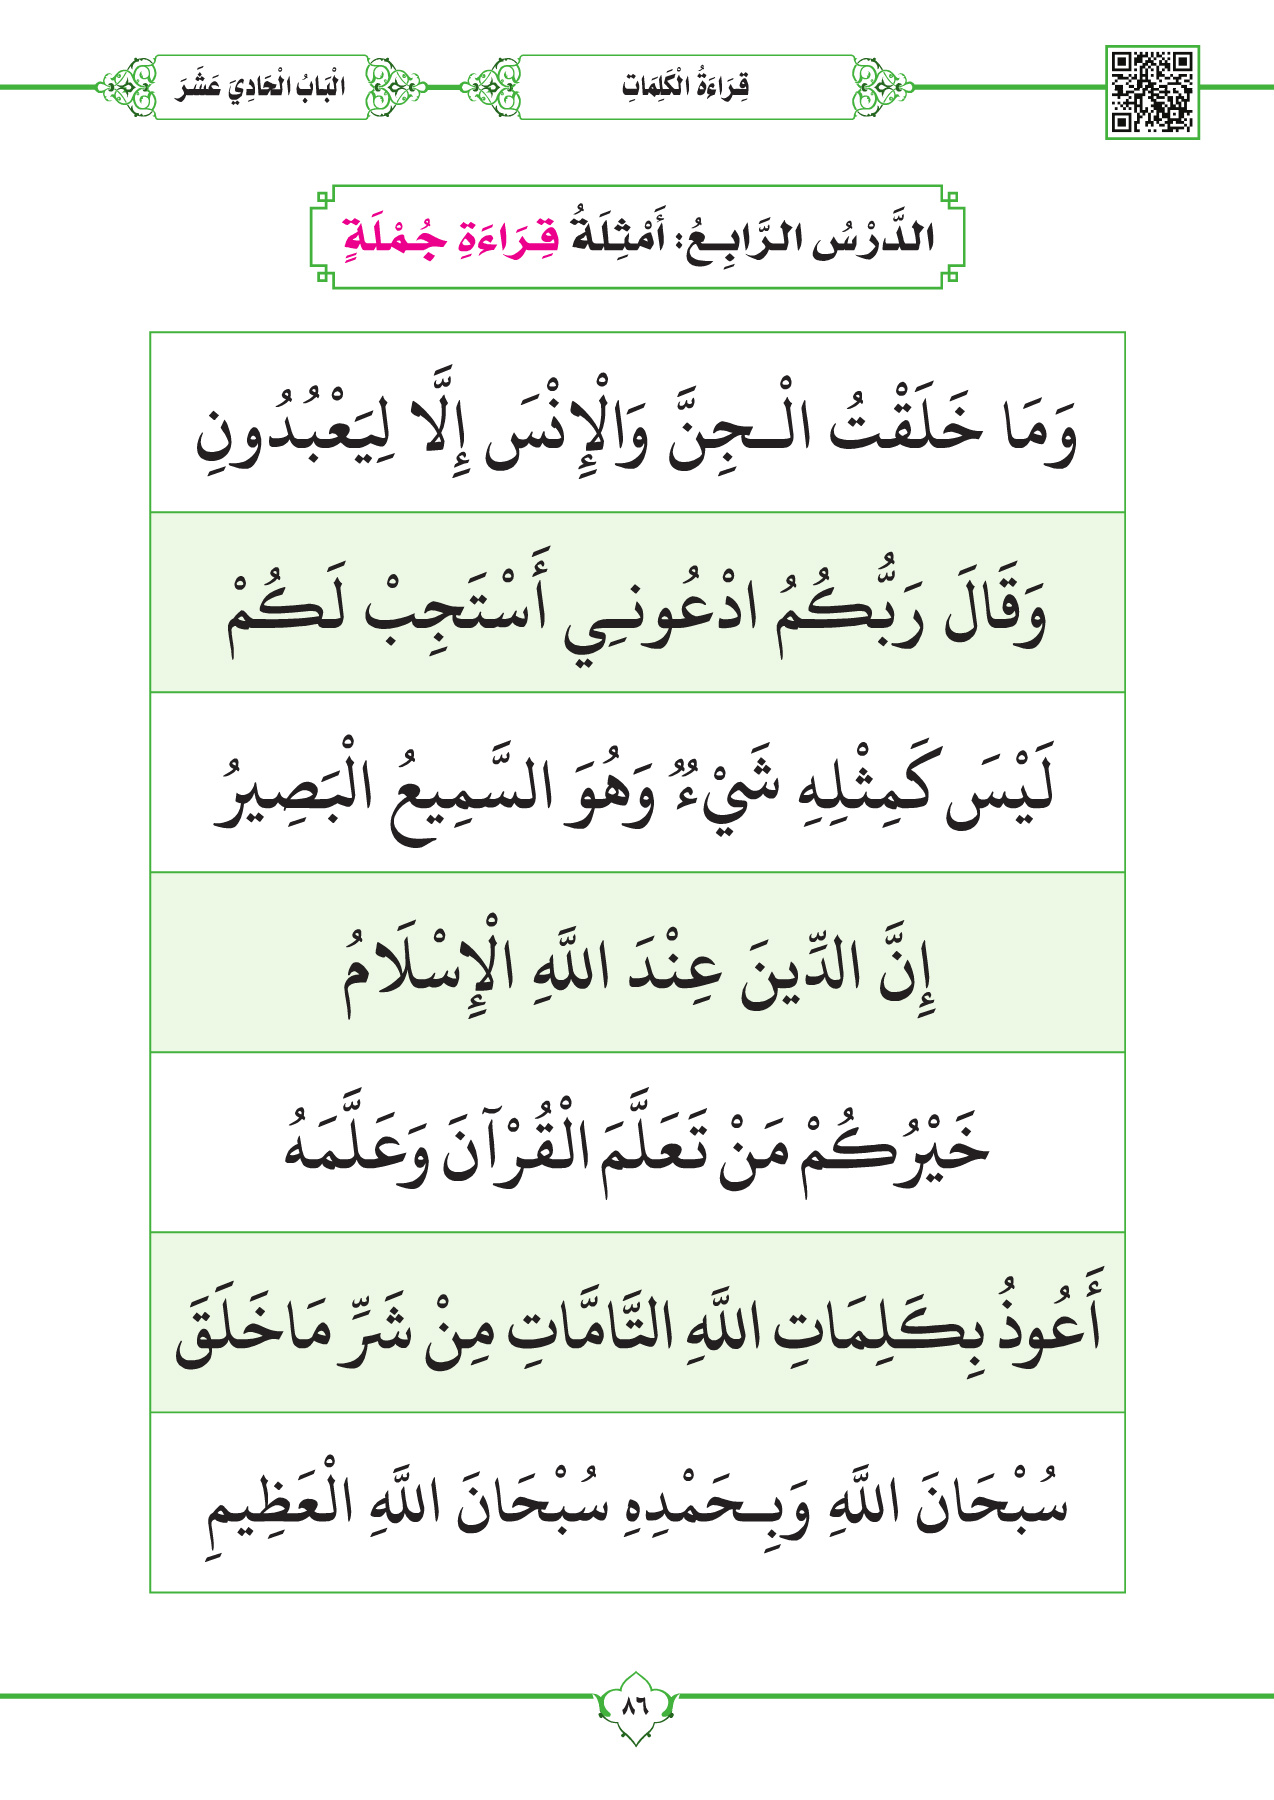 قِرَاءَةُ الْكَلِمَاتِ
الْبَابُ الْحَادِيَ عَشَرَ
الدَّرْسُ الرَّابِعُ: أَمْثِلَةُ قِرَاءَةِ جُمْلَةٍ
وَمَا خَلَقْتُ الْجِنَّ وَالْإِنْسَ إِلَّا لِيَعْبُدُونِ
وَقَالَ رَبُّكُمُ ادْعُونِي أَسْتَجِبْ لَكُمْ
لَيْسَ كَمِثْلِهِ شَيْءٌ وَهُوَ السَّمِيعُ الْبَصِيرُ
إِنَّ الدِّينَ عِنْدَ اللَّهِ الْإِسْلَامُ
خَيْرُكُمْ مَنْ تَعَلَّمَ الْقُرْآنَ وَعَلَّمَهُ
أَعُوذُ بِكَلِمَاتِ اللَّهِ التَّامَّاتِ مِنْ شَرِّ مَا خَلَقَ
سُبْحَانَ اللَّهِ وَبِحَمْدِهِ سُبْحَانَ اللَّهِ الْعَظِيمِ
٨٦